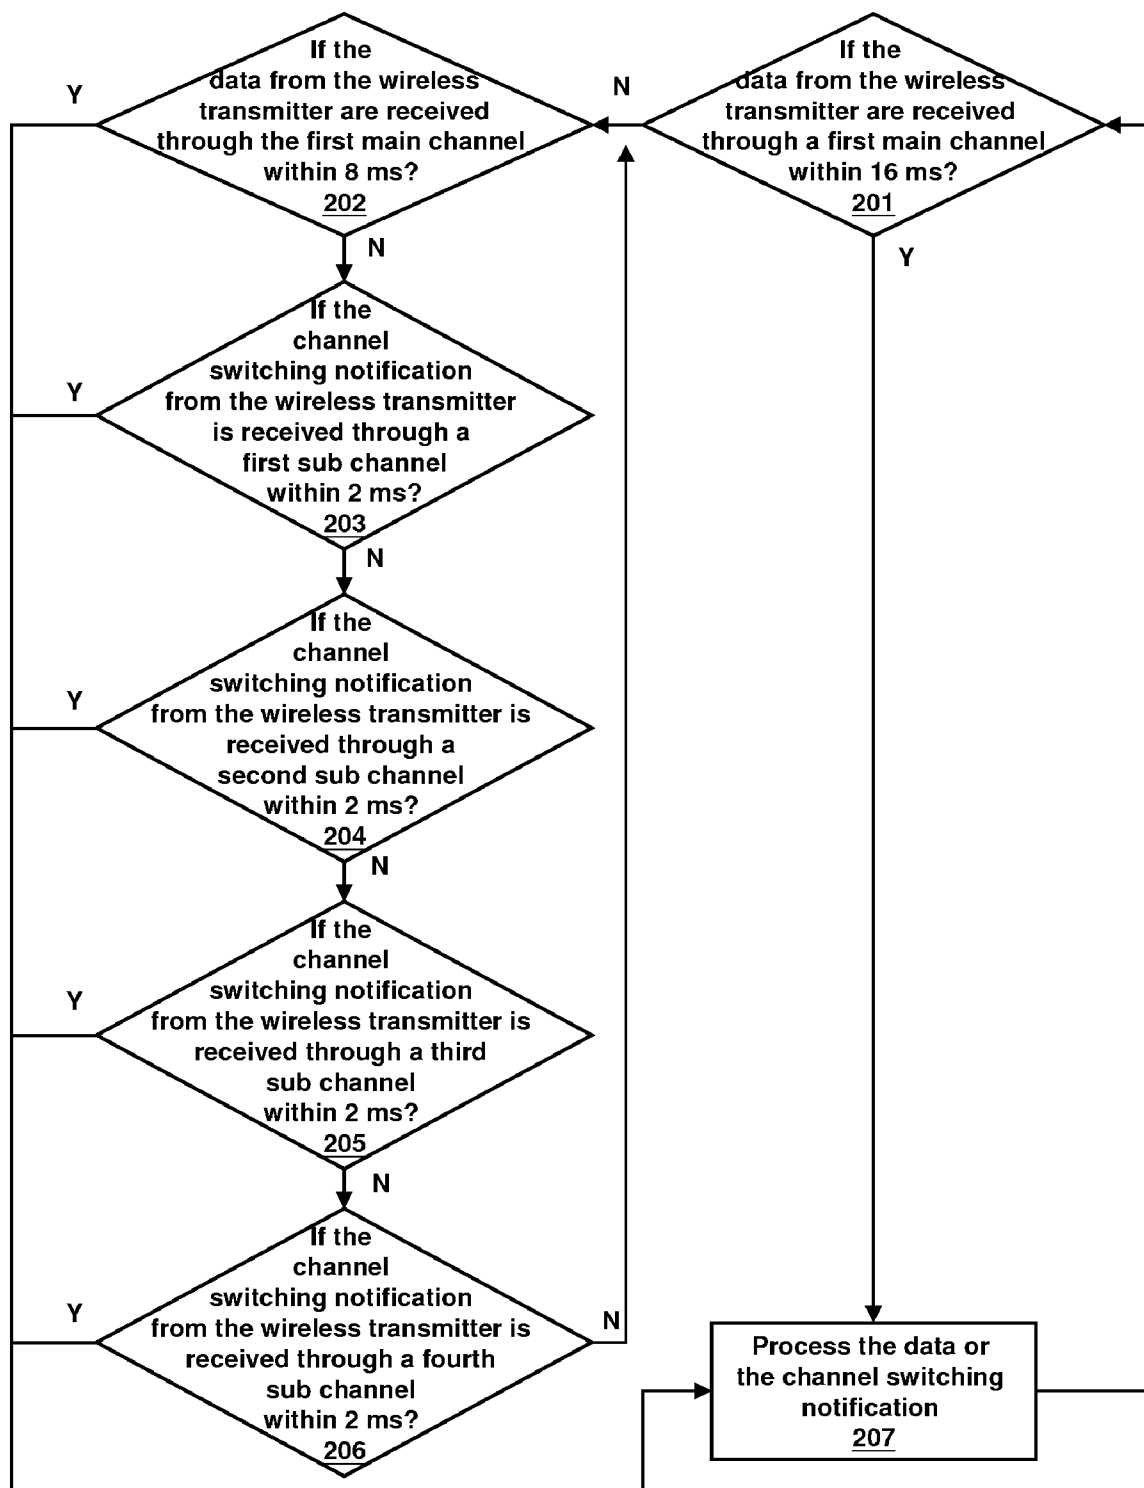 If the
data from the wireless
transmitter are received
through the first main channel
within 8 ms?
202
Y
N
If the
data from the wireless
transmitter are received
through a first main channel
within 16 ms?
201
N
Y
If the
channel
switching notification
from the wireless transmitter
is received through a
first sub channel
within 2 ms?
203
Y
N
If the
channel
switching notification
from the wireless transmitter is
received through a
second sub channel
within 2 ms?
204
Y
N
If the
channel
switching notification
from the wireless transmitter is
received through a third
sub channel
within 2 ms?
205
Y
N
If the
channel
switching notification
from the wireless transmitter is
received through a fourth
sub channel
within 2 ms?
206
Y
N
Process the data or
the channel switching
notification
207